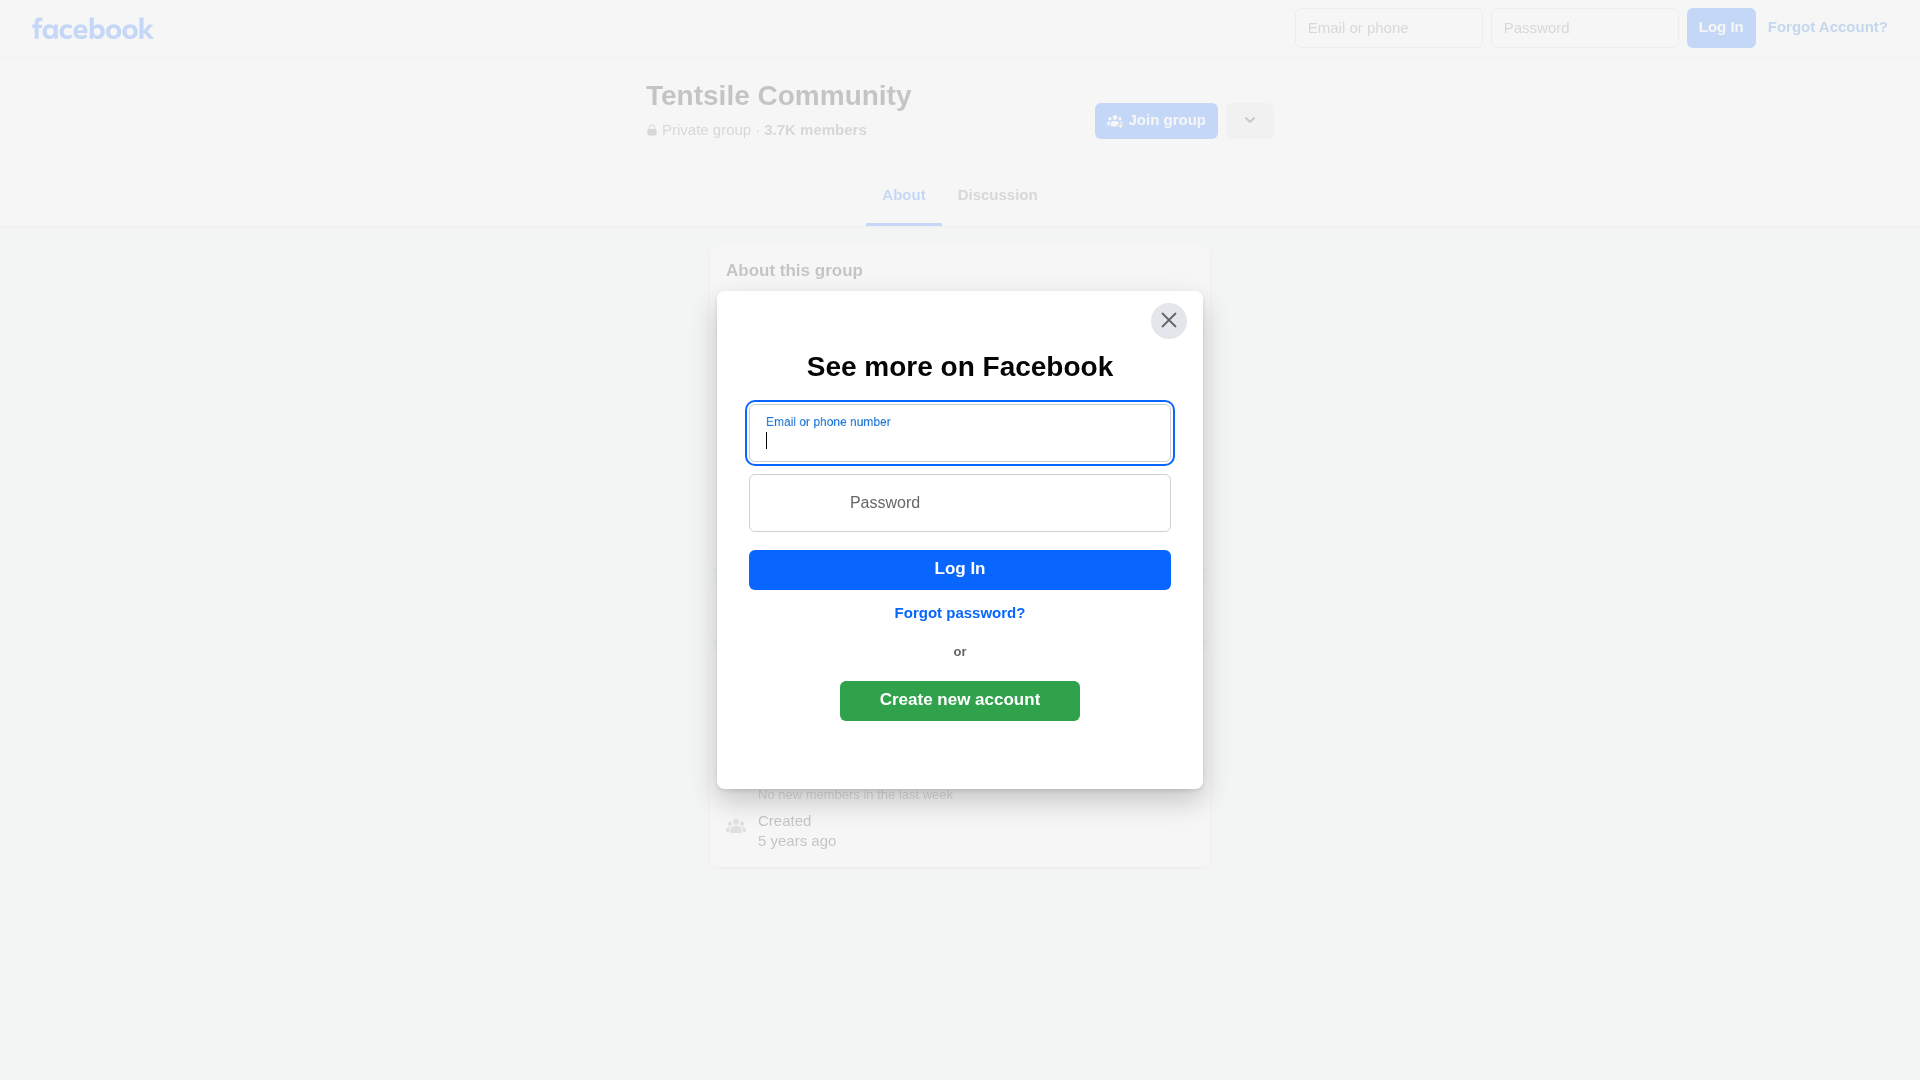 facebook
Email or phone
Password
Log In
Forgot Account?
Tentsile Community
Private group · 3.7K members
Join group
About
Discussion
About this group
See more on Facebook
Email or phone number
Password
Log In
Forgot password?
or
Create new account
No new members in the last week
Created
5 years ago